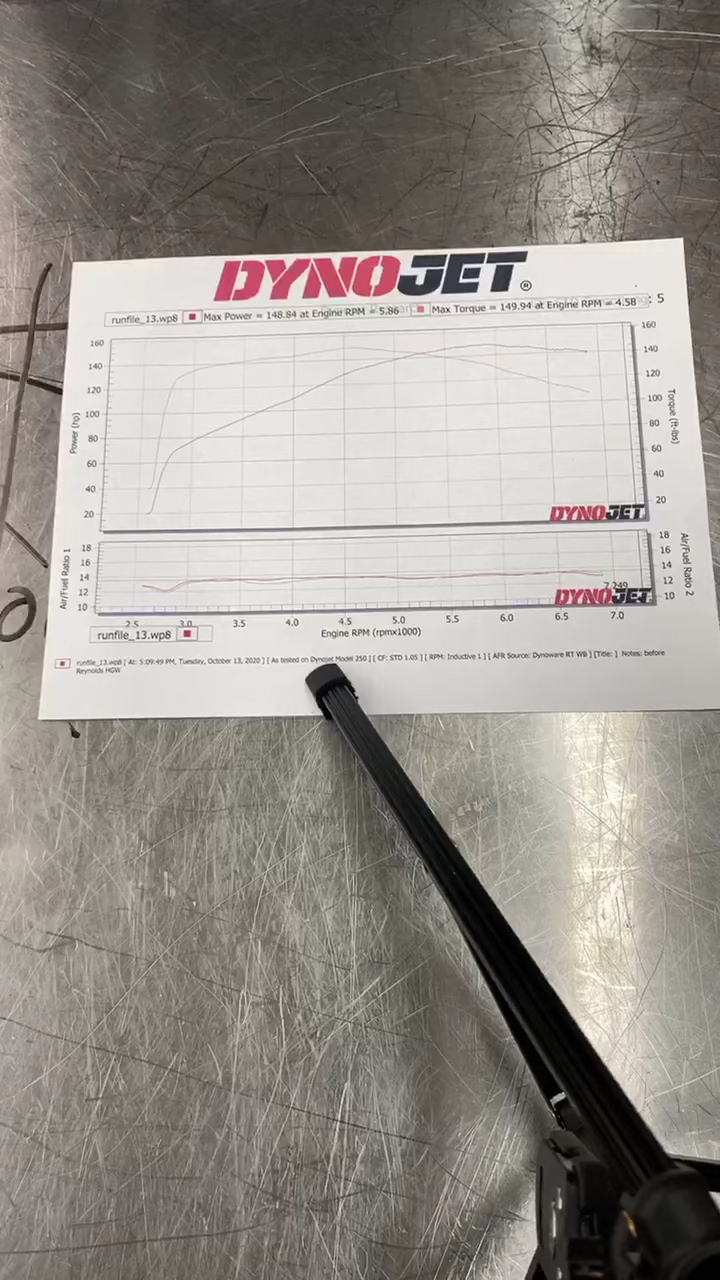 DYNOJET®
runfile_13.wp8 Max Power = 148.84 at Engine RPM = 5.86 Max Torque = 149.94 at Engine RPM = 4.58 : 5
160 160
140 140
120 120
100 100
80 80
60 60
40 40
20 20
Power (hp)
Torque (ft-lbs)
DYNOJET
18 18
16 16
14 14
12 12
10 10
Air/Fuel Ratio 1
Air/Fuel Ratio 2
7.249
DYNOJET
2.5 3.0 3.5 4.0 4.5 5.0 5.5 6.0 6.5 7.0
Engine RPM (rpmx1000)
runfile_13.wp8
runfile_13.wp8 [ At: 5:09:49 PM, Tuesday, October 13, 2020 ] [ As tested on Dynojet Model 250 ] [ CF: STD 1.05 ] [ RPM: Inductive 1 ] [ AFR Source: Dynoware RT WB ] [Title: ] Notes: before
Reynolds HGW